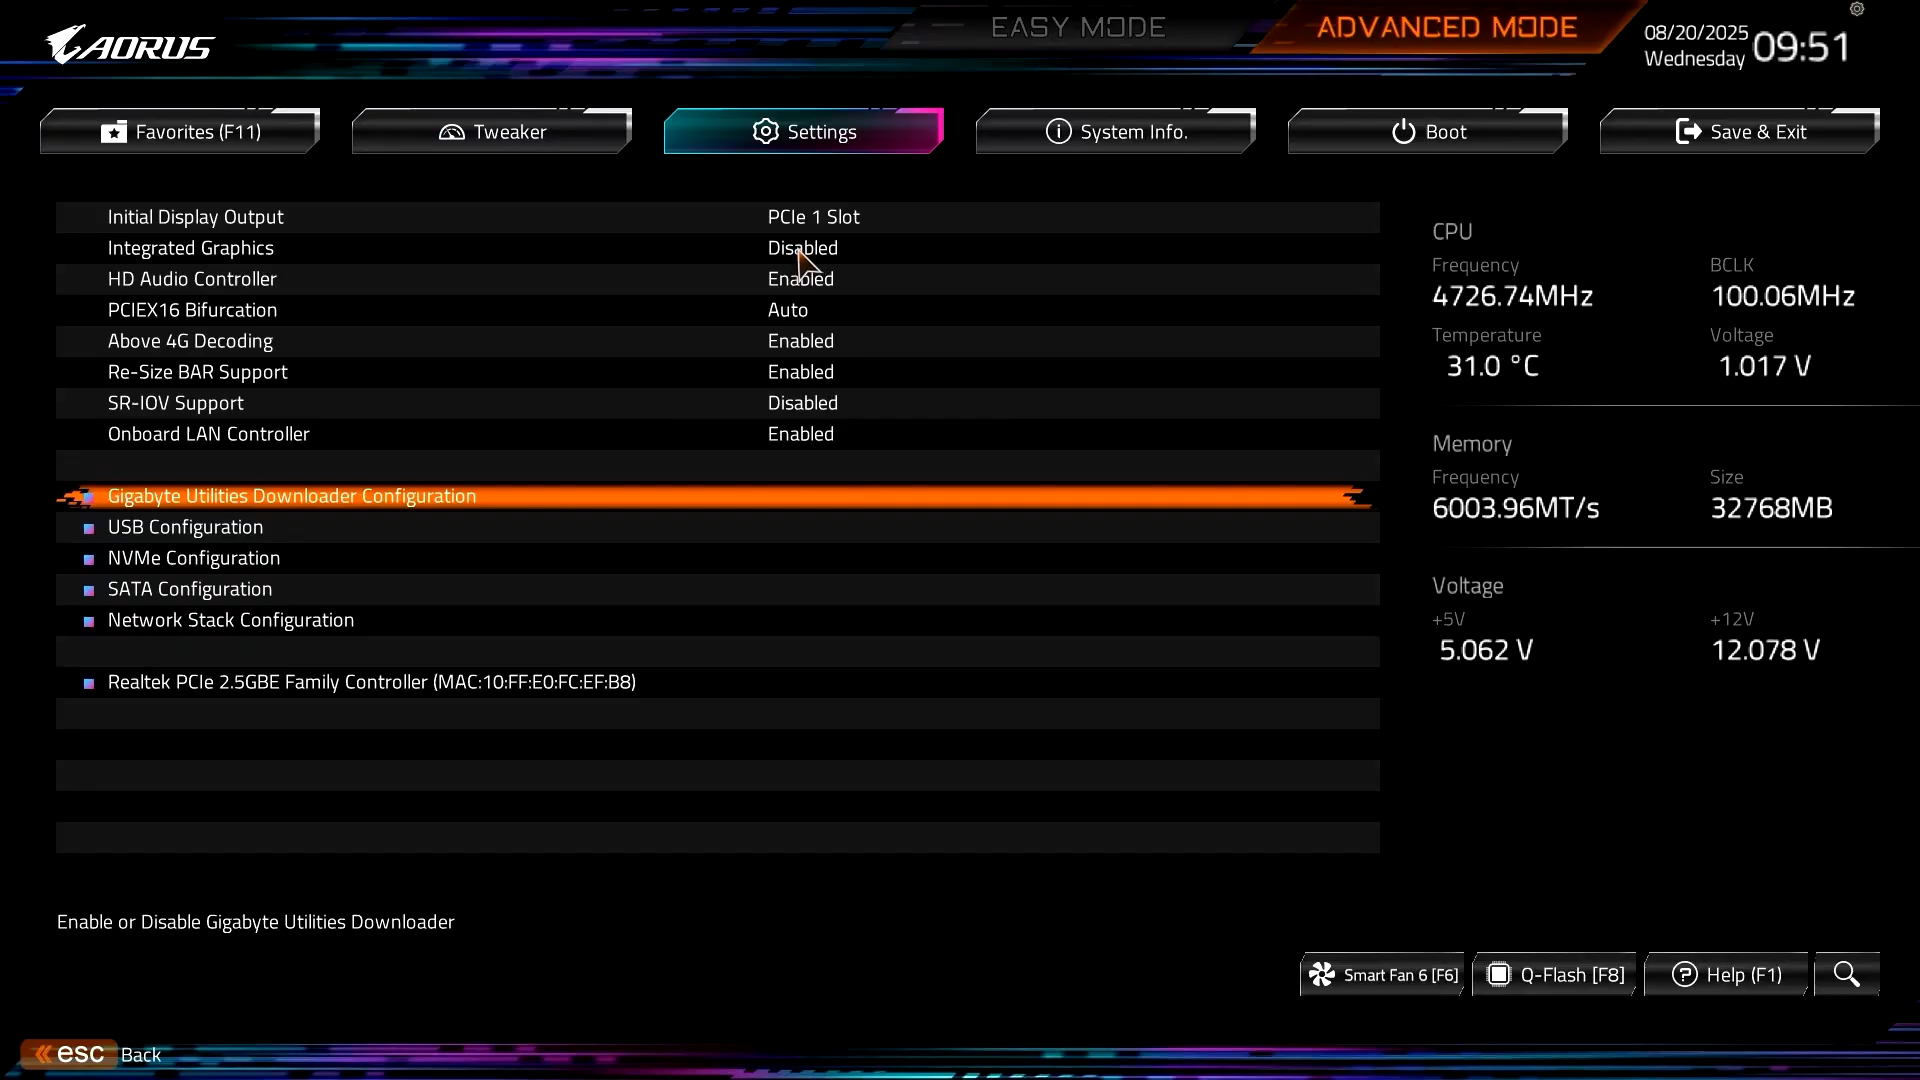 AORUS
EASY MODE
ADVANCED MODE
08/20/2025
Wednesday
09:51
Favorites (F11)
Tweaker
Settings
System Info.
Boot
Save & Exit
Initial Display Output PCIe 1 Slot
Integrated Graphics Disabled
HD Audio Controller Enabled
PCIEX16 Bifurcation Auto
Above 4G Decoding Enabled
Re-Size BAR Support Enabled
SR-IOV Support Disabled
Onboard LAN Controller Enabled
Gigabyte Utilities Downloader Configuration
USB Configuration
NVMe Configuration
SATA Configuration
Network Stack Configuration
Realtek PCIe 2.5GBE Family Controller (MAC:10:FF:E0:FC:EF:B8)
CPU
Frequency BCLK
4726.74MHz 100.06MHz
Temperature Voltage
31.0 °C 1.017 V
Memory
Frequency Size
6003.96MT/s 32768MB
Voltage
+5V +12V
5.062 V 12.078 V
Enable or Disable Gigabyte Utilities Downloader
Smart Fan 6 [F6]
Q-Flash [F8]
Help (F1)
esc Back